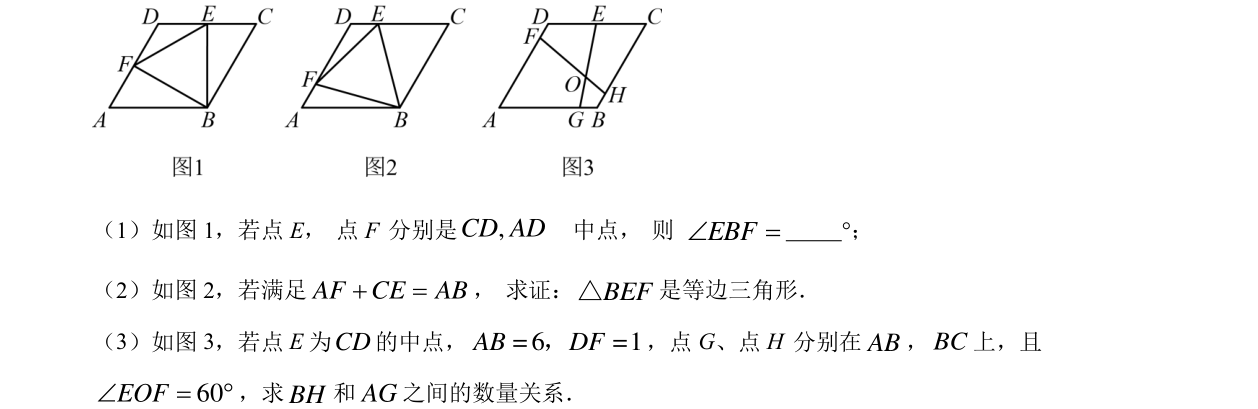 D E C D E C D E C
F F F
O H
A B A B A G B
图1 图2 图3
（1）如图 1，若点 E， 点 F 分别是 CD, AD 中点， 则 ∠EBF = ____°；
（2）如图 2，若满足 AF + CE = AB ， 求证：△BEF 是等边三角形．
（3）如图 3，若点 E 为 CD 的中点， AB = 6，DF = 1，点 G、点 H 分别在 AB ，BC 上，且
∠EOF = 60° ，求 BH 和 AG 之间的数量关系．